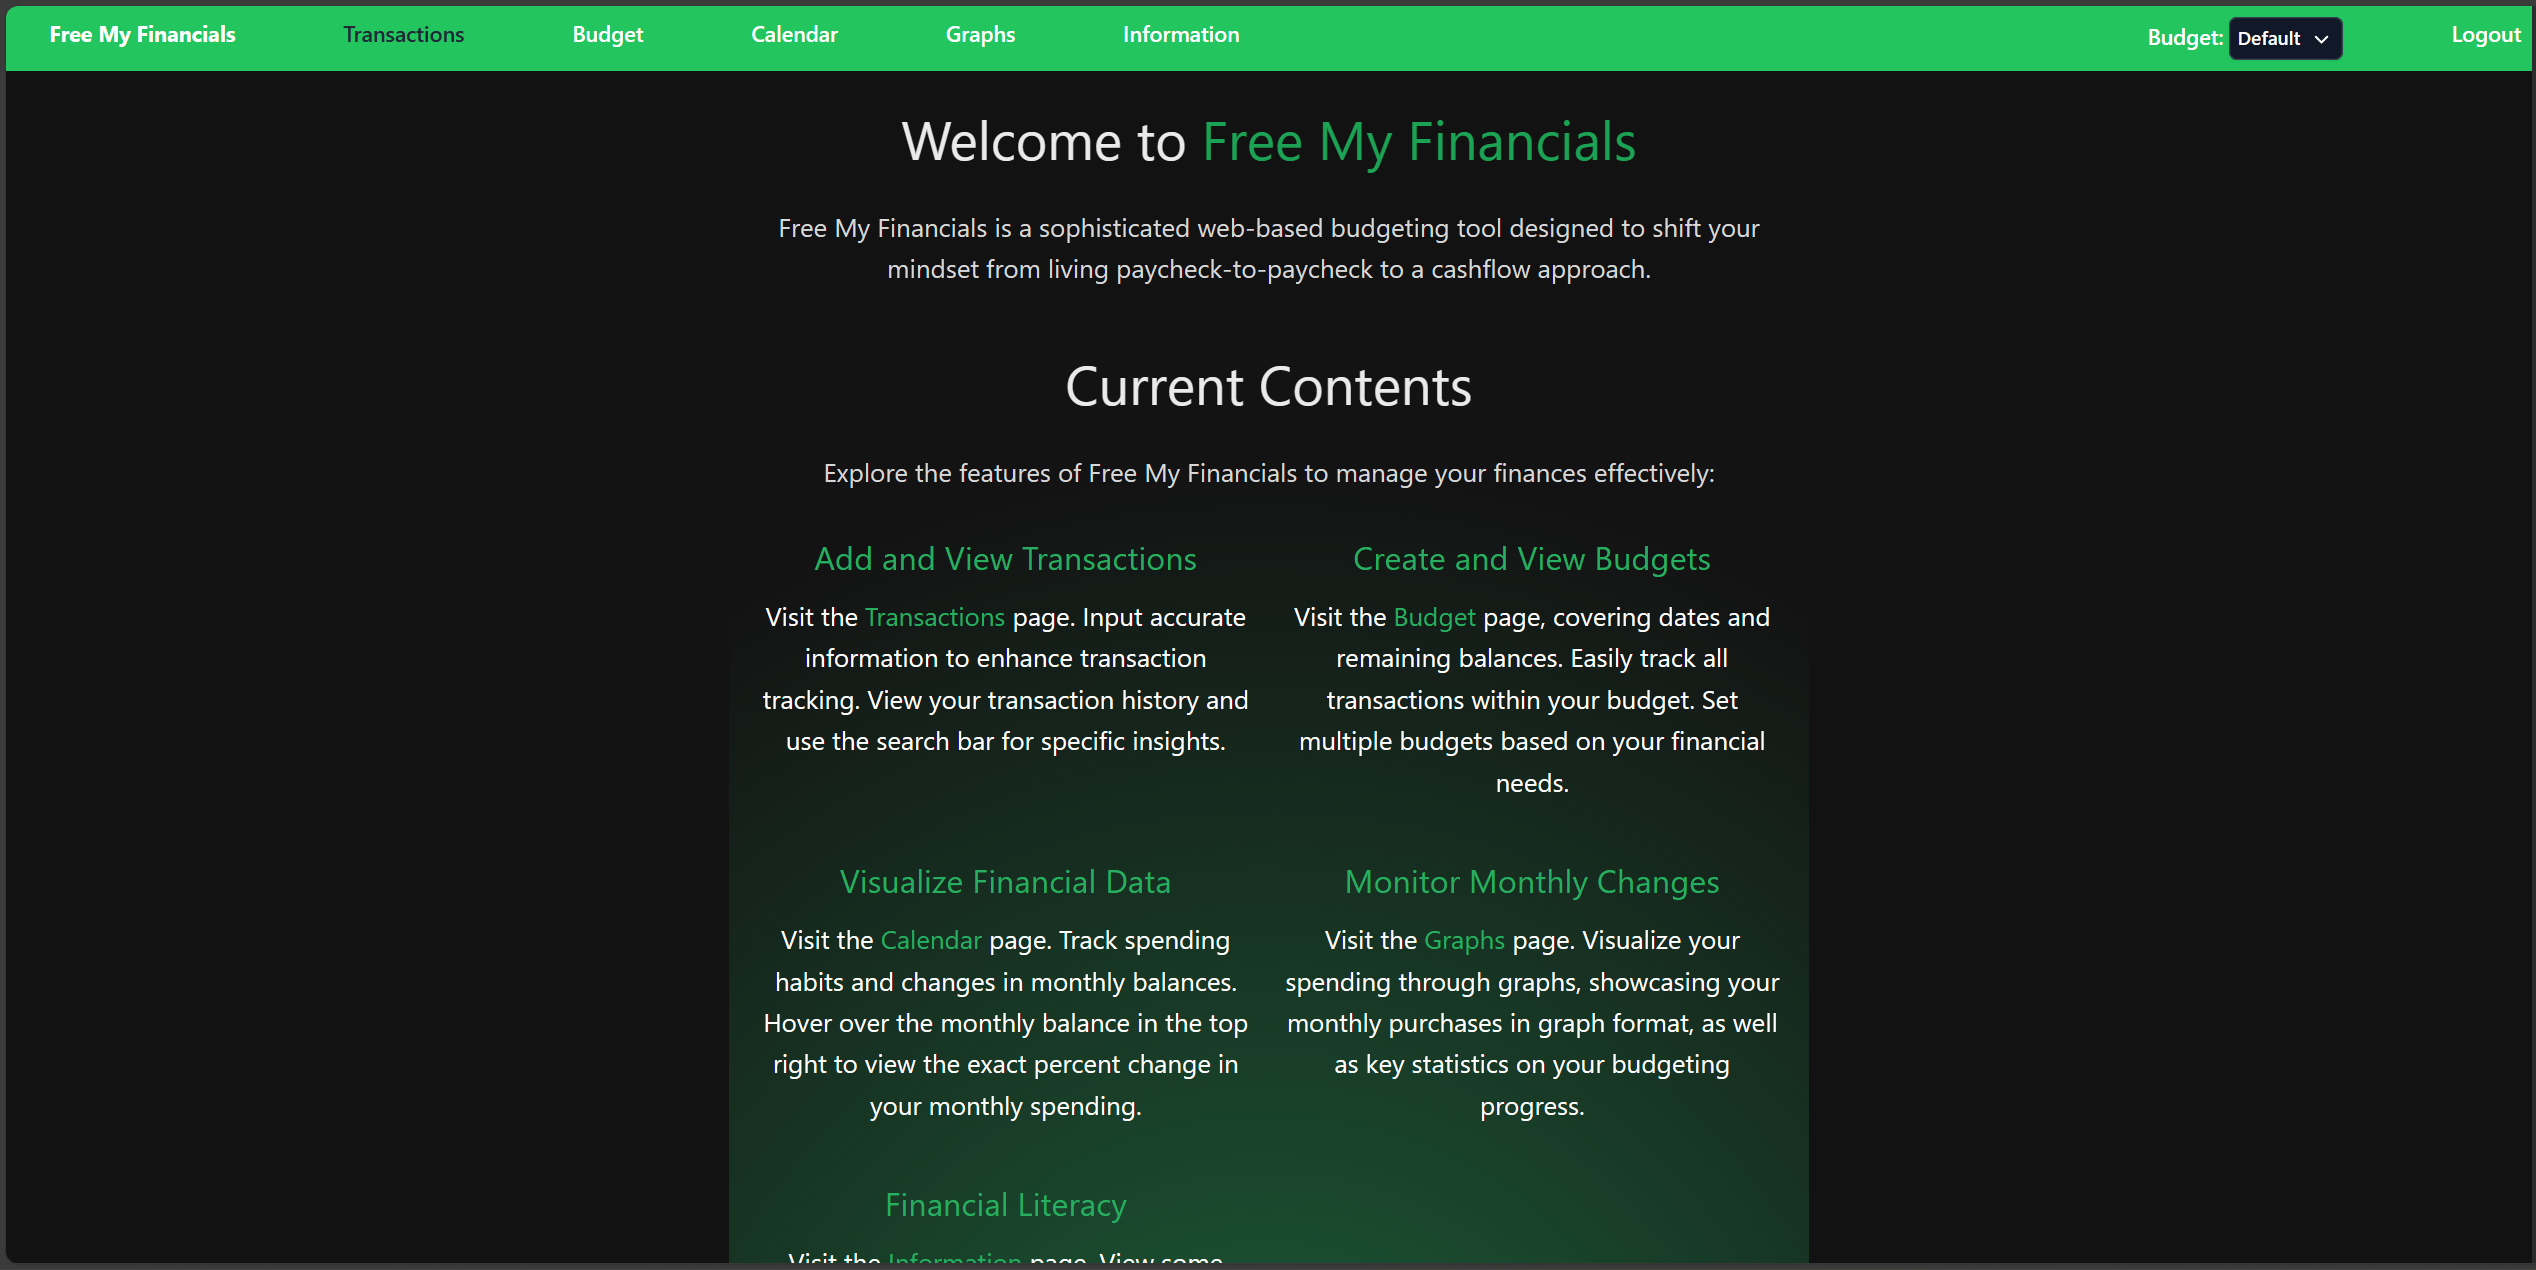 Free My Financials
Transactions
Budget
Calendar
Graphs
Information
Budget:
Default
Logout
Welcome to Free My Financials
Free My Financials is a sophisticated web-based budgeting tool designed to shift your
mindset from living paycheck-to-paycheck to a cashflow approach.
Current Contents
Explore the features of Free My Financials to manage your finances effectively:
Add and View Transactions
Visit the Transactions page. Input accurate
information to enhance transaction
tracking. View your transaction history and
use the search bar for specific insights.
Create and View Budgets
Visit the Budget page, covering dates and
remaining balances. Easily track all
transactions within your budget. Set
multiple budgets based on your financial
needs.
Visualize Financial Data
Visit the Calendar page. Track spending
habits and changes in monthly balances.
Hover over the monthly balance in the top
right to view the exact percent change in
your monthly spending.
Monitor Monthly Changes
Visit the Graphs page. Visualize your
spending through graphs, showcasing your
monthly purchases in graph format, as well
as key statistics on your budgeting
progress.
Financial Literacy
Visit the Information page. View some